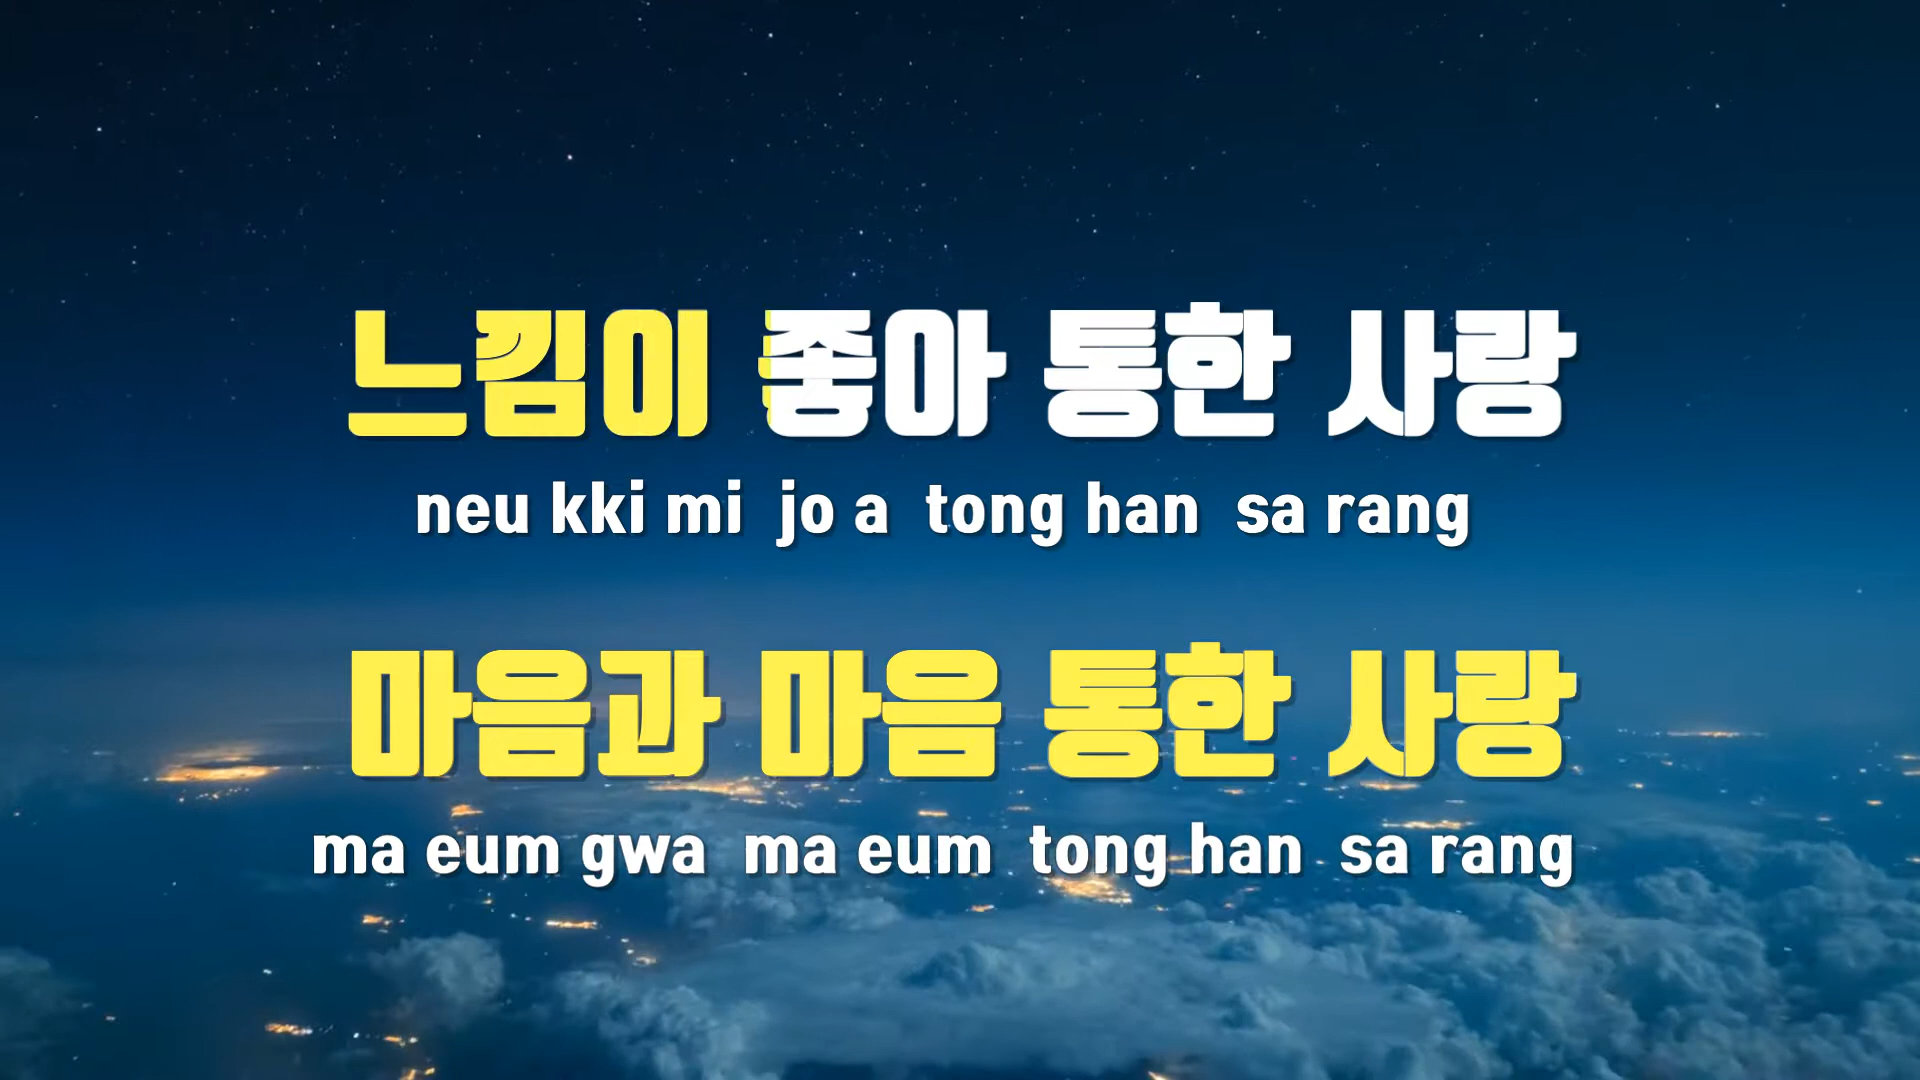 느낌이 좋아 통한 사랑
neu kki mi jo a tong han sa rang
마음과 마음 통한 사랑
ma eum gwa ma eum tong han sa rang